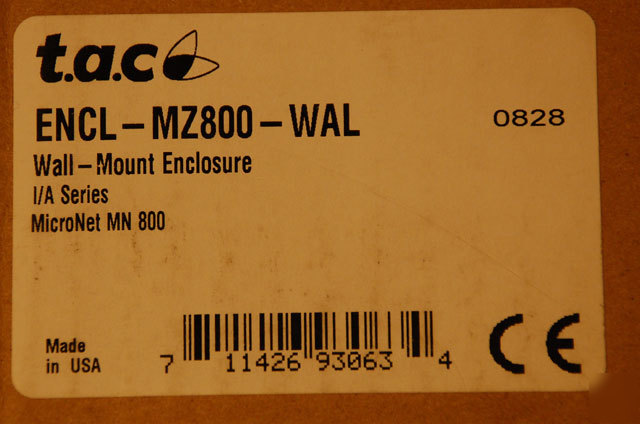 t.a.c
ENCL-MZ800-WAL
0828
Wall-Mount Enclosure
I/A Series
MicroNet MN 800
Made
in USA
7 11426 93063 4
CE